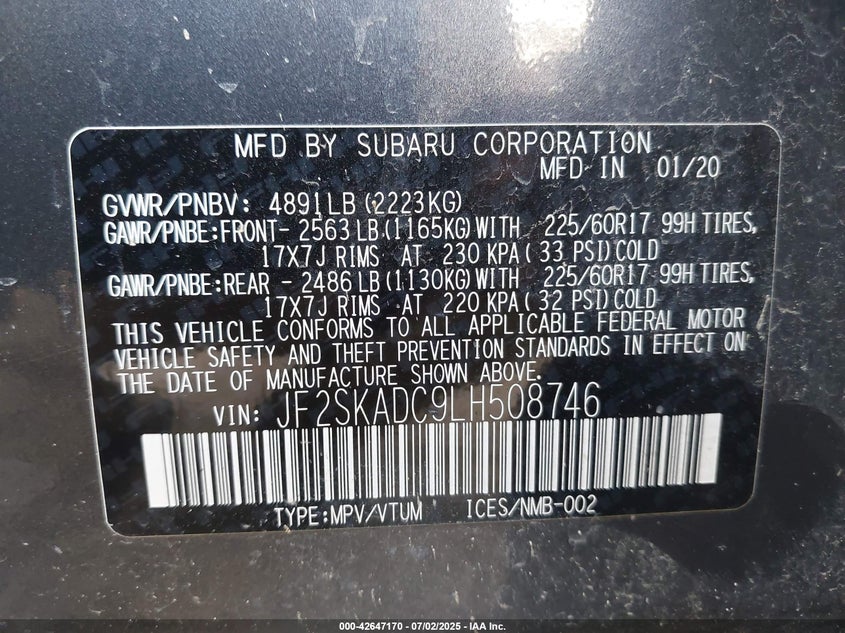 MFD BY SUBARU CORPORATION
MFD IN 01/20
GVWR/PNBV: 4891LB (2223KG)
GAWR/PNBE:FRONT- 2563 LB (1165KG) WITH 225/60R17 99H TIRES,
17X7J RIMS AT 230 KPA ( 33 PSI) COLD
GAWR/PNBE:REAR - 2486 LB (1130KG) WITH 225/60R17 99H TIRES,
17X7J RIMS AT 220 KPA ( 32 PSI) COLD
THIS VEHICLE CONFORMS TO ALL APPLICABLE FEDERAL MOTOR
VEHICLE SAFETY AND THEFT PREVENTION STANDARDS IN EFFECT ON
THE DATE OF MANUFACTURE SHOWN ABOVE.
VIN: JF2SKADC9LH508746
TYPE:MPV/VTUM ICES/NMB-002
000-42647170 - 07/02/2025 - IAA Inc.